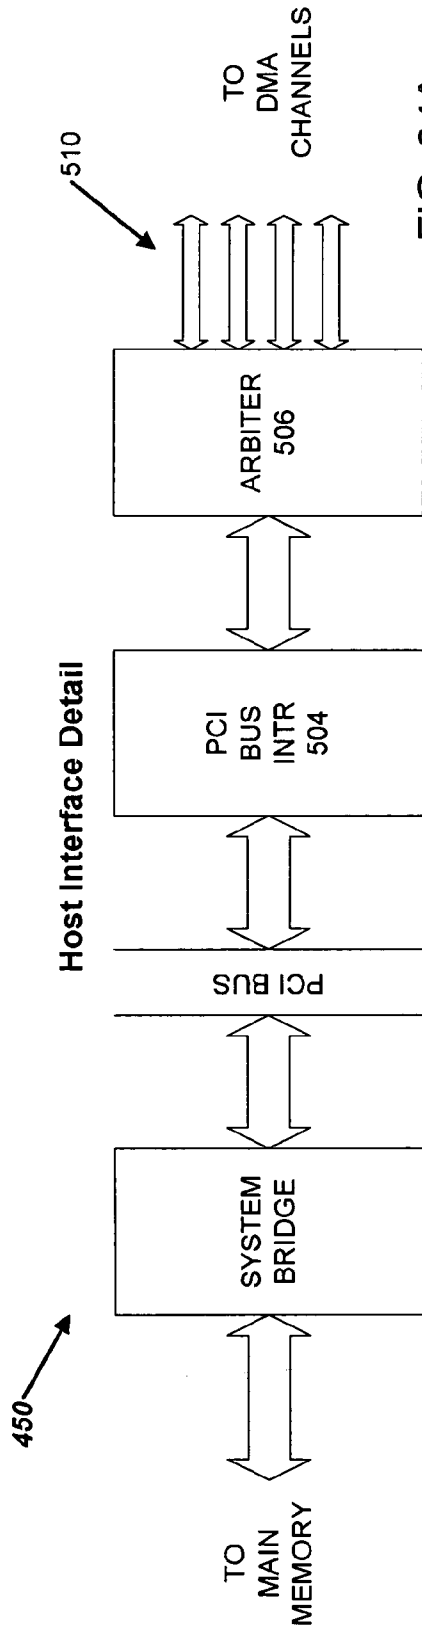 Host Interface Detail
450
510
TO
MAIN
MEMORY
SYSTEM
BRIDGE
PCI BUS
PCI
BUS
INTR
504
ARBITER
506
TO
DMA
CHANNELS